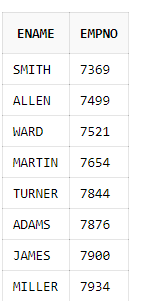 ENAME EMPNO
SMITH 7369
ALLEN 7499
WARD 7521
MARTIN 7654
TURNER 7844
ADAMS 7876
JAMES 7900
MILLER 7934